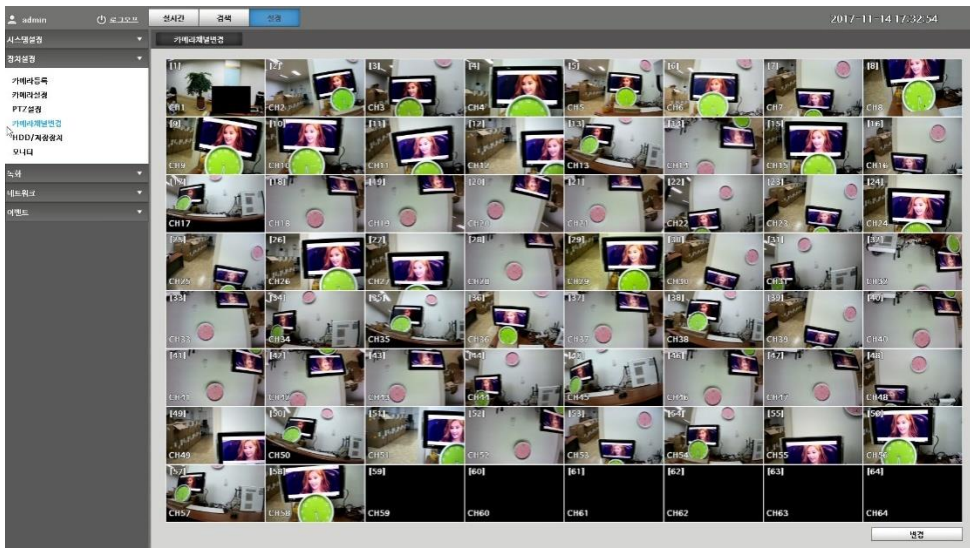 admin 로그오프 실시간 검색 설정 2017-11-14 17:32:54
시스템설정 카메라채널변경
장치설정
카메라등록
카메라설정
PTZ설정
카메라채널변경
HDD/저장장치
모니터
녹화
네트워크
이벤트
[1] [2] [3] [4] [5] [6] [7] [8]
CH1 CH2 CH3 CH4 CH5 CH6 CH7 CH8
[9] [10] [11] [12] [13] [14] [15] [16]
CH9 CH10 CH11 CH12 CH13 CH14 CH15 CH16
[17] [18] [19] [20] [21] [22] [23] [24]
CH17 CH18 CH19 CH20 CH21 CH22 CH23 CH24
[25] [26] [27] [28] [29] [30] [31] [32]
CH25 CH26 CH27 CH28 CH29 CH30 CH31 CH32
[33] [34] [35] [36] [37] [38] [39] [40]
CH33 CH34 CH35 CH36 CH37 CH38 CH39 CH40
[41] [42] [43] [44] [45] [46] [47] [48]
CH41 CH42 CH43 CH44 CH45 CH46 CH47 CH48
[49] [50] [51] [52] [53] [54] [55] [56]
CH49 CH50 CH51 CH52 CH53 CH54 CH55 CH56
[57] [58] [59] [60] [61] [62] [63] [64]
CH57 CH58 CH59 CH60 CH61 CH62 CH63 CH64
변경